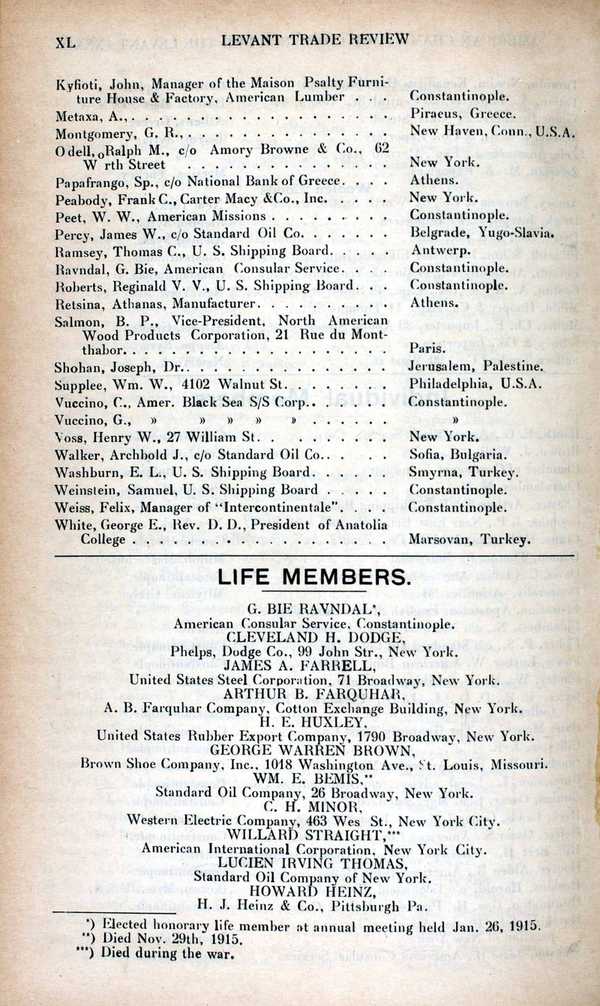 XL LEVANT TRADE REVIEW
Kyfioti, John, Manager of the Maison Psalty Furni-
ture House & Factory, American Lumber . . . Constantinople.
Metaxa, A.,. . . . . . . . . . . . . . . . . . . Piraeus, Greece.
Montgomery, G. R.,. . . . . . . . . . . . . . . New Haven, Conn., U.S.A.
Odell, Ralph M., c/o Amory Browne & Co., 62
W rth Street . . . . . . . . . . . . . . . New York.
Papafrango, Sp., c/o National Bank of Greece. . . . Athens.
Peabody, Frank C., Carter Macy &Co., Inc. . . . . New York.
Peet, W. W., American Missions . . . . . . . . . Constantinople.
Percy, James W., c/o Standard Oil Co. . . . . . . Belgrade, Yugo-Slavia.
Ramsey, Thomas C., U. S. Shipping Board. . . . . Antwerp.
Ravndal, G. Bie, American Consular Service. . . . Constantinople.
Roberts, Reginald V. V., U. S. Shipping Board. . . Constantinople.
Retsina, Athanas, Manufacturer. . . . . . . . . . Athens.
Salmon, B. P., Vice-President, North American
Wood Products Corporation, 21 Rue du Mont-
thabor. . . . . . . . . . . . . . . . . . . Paris.
Shohan, Joseph, Dr. . . . . . . . . . . . . . . . Jerusalem, Palestine.
Supplee, Wm. W., 4102 Walnut St. . . . . . . . Philadelphia, U.S.A.
Vuccino, C., Amer. Black Sea S/S Corp.. . . . . . Constantinople.
Vuccino, G., » » » » » . . . . . . »
Voss, Henry W., 27 William St. . . . . . . . . New York.
Walker, Archbold J., c/o Standard Oil Co.. . . . Sofia, Bulgaria.
Washburn, E. L., U. S. Shipping Board. . . . . . Smyrna, Turkey.
Weinstein, Samuel, U. S. Shipping Board . . . . . Constantinople.
Weiss, Felix, Manager of "Intercontinentale". . . . Constantinople.
White, George E., Rev. D. D., President of Anatolia
College . . . . . . . . . . . . . . . . . . Marsovan, Turkey.
LIFE MEMBERS.
G. BIE RAVNDAL*,
American Consular Service, Constantinople.
CLEVELAND H. DODGE,
Phelps, Dodge Co., 99 John Str., New York.
JAMES A. FARRELL,
United States Steel Corporation, 71 Broadway, New York.
ARTHUR B. FARQUHAR,
A. B. Farquhar Company, Cotton Exchange Building, New York.
H. E. HUXLEY,
United States Rubber Export Company, 1790 Broadway, New York.
GEORGE WARREN BROWN,
Brown Shoe Company, Inc., 1018 Washington Ave., St. Louis, Missouri.
WM. E. BEMIS,**
Standard Oil Company, 26 Broadway, New York.
C. H. MINOR,
Western Electric Company, 463 Wes St., New York City.
WILLARD STRAIGHT,***
American International Corporation, New York City.
LUCIEN IRVING THOMAS,
Standard Oil Company of New York.
HOWARD HEINZ,
H. J. Heinz & Co., Pittsburgh Pa.
*) Elected honorary life member at annual meeting held Jan. 26, 1915.
**) Died Nov. 29th, 1915.
***) Died during the war.